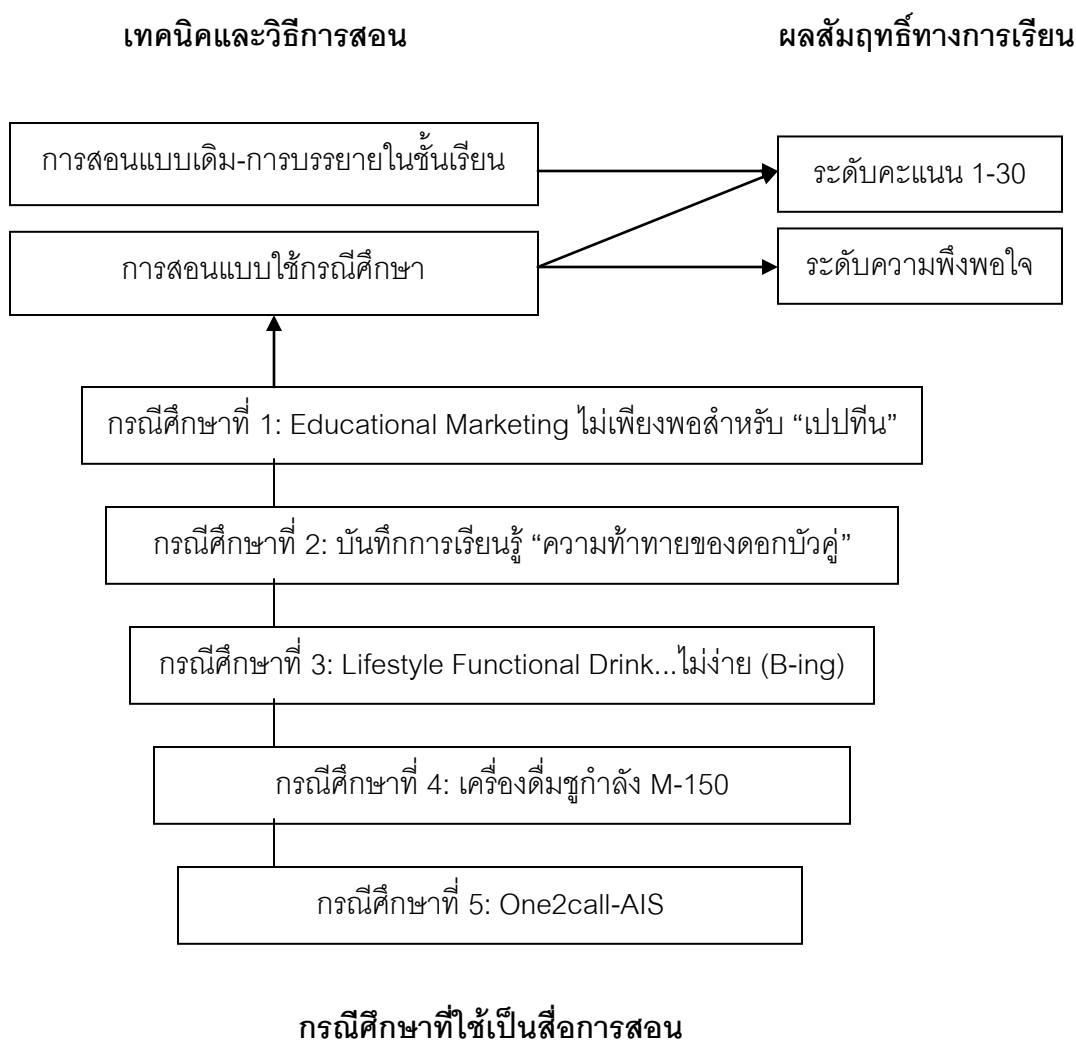 เทคนิคและวิธีการสอน
ผลสัมฤทธิ์ทางการเรียน
การสอนแบบเดิม-การบรรยายในชั้นเรียน
ระดับคะแนน 1-30
การสอนแบบใช้กรณีศึกษา
ระดับความพึงพอใจ
กรณีศึกษาที่ 1: Educational Marketing ไม่เพียงพอสำหรับ “เปปทีน”
กรณีศึกษาที่ 2: บันทึกการเรียนรู้ “ความท้าทายของดอกบัวคู่”
กรณีศึกษาที่ 3: Lifestyle Functional Drink...ไม่ง่าย (B-ing)
กรณีศึกษาที่ 4: เครื่องดื่มชูกำลัง M-150
กรณีศึกษาที่ 5: One2call-AIS
กรณีศึกษาที่ใช้เป็นสื่อการสอน